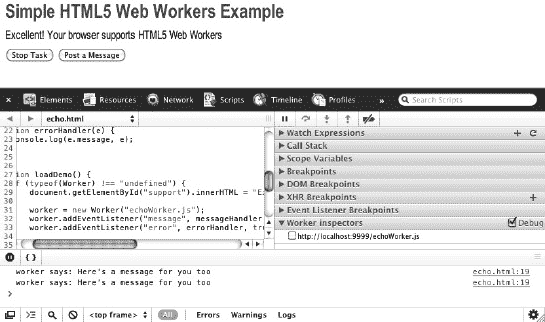 Simple HTML5 Web Workers Example
Excellent! Your browser supports HTML5 Web Workers
Stop Task Post a Message
× Elements Resources Network Scripts Timeline Profiles » Search Scripts
echo.html
22 ion errorHandler(e) {
23 onsole.log(e.message, e);
24
25
26
27 ion loadDemo() {
28 f (typeof(Worker) !== "undefined") {
29 document.getElementById("support").innerHTML = "E
30
31 worker = new Worker("echoWorker.js");
32 worker.addEventListener("message", messageHandler
33 worker.addEventListener("error", errorHandler, tr
34
35
Watch Expressions
Call Stack
Scope Variables
Breakpoints
DOM Breakpoints
XHR Breakpoints
Event Listener Breakpoints
Worker inspectors Debug
http://localhost:9999/echoWorker.js
{ }
worker says: Here's a message for you too echo.html:19
worker says: Here's a message for you too echo.html:19
>
<top frame> All Errors Warnings Logs